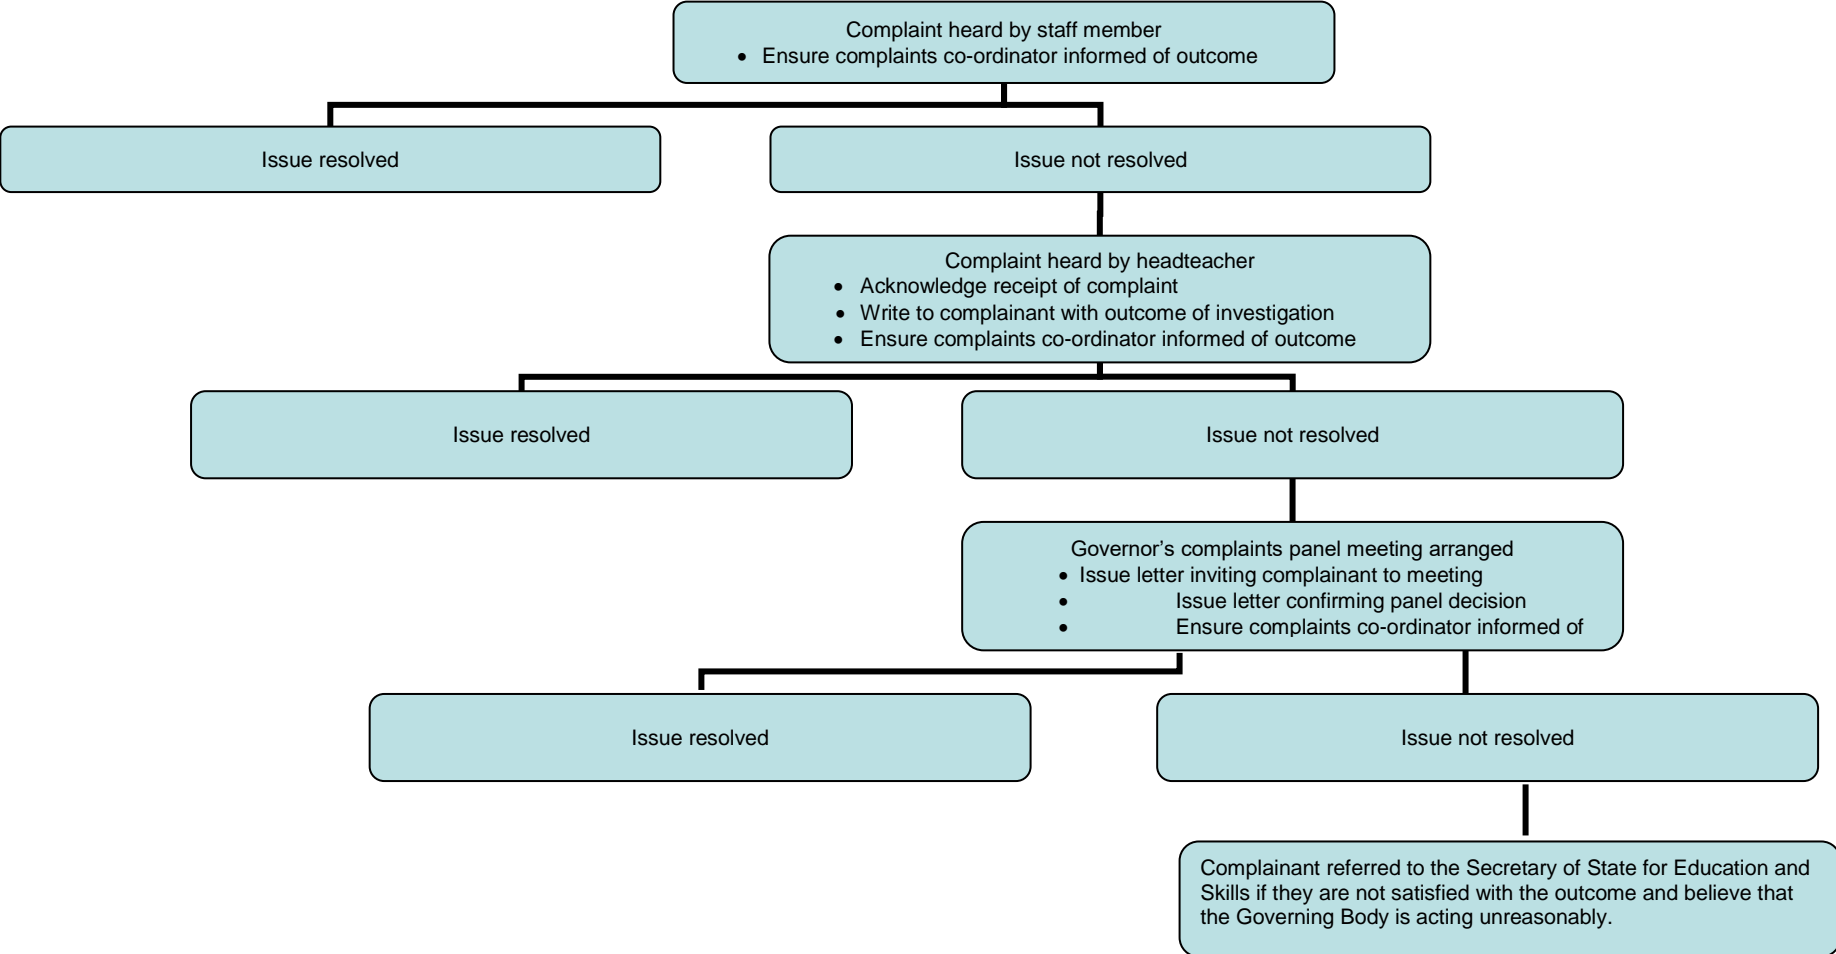 Complaint heard by staff member
• Ensure complaints co-ordinator informed of outcome
Issue resolved
Issue not resolved
Complaint heard by headteacher
• Acknowledge receipt of complaint
• Write to complainant with outcome of investigation
• Ensure complaints co-ordinator informed of outcome
Issue resolved
Issue not resolved
Governor’s complaints panel meeting arranged
• Issue letter inviting complainant to meeting
• Issue letter confirming panel decision
• Ensure complaints co-ordinator informed of
Issue resolved
Issue not resolved
Complainant referred to the Secretary of State for Education and
Skills if they are not satisfied with the outcome and believe that
the Governing Body is acting unreasonably.